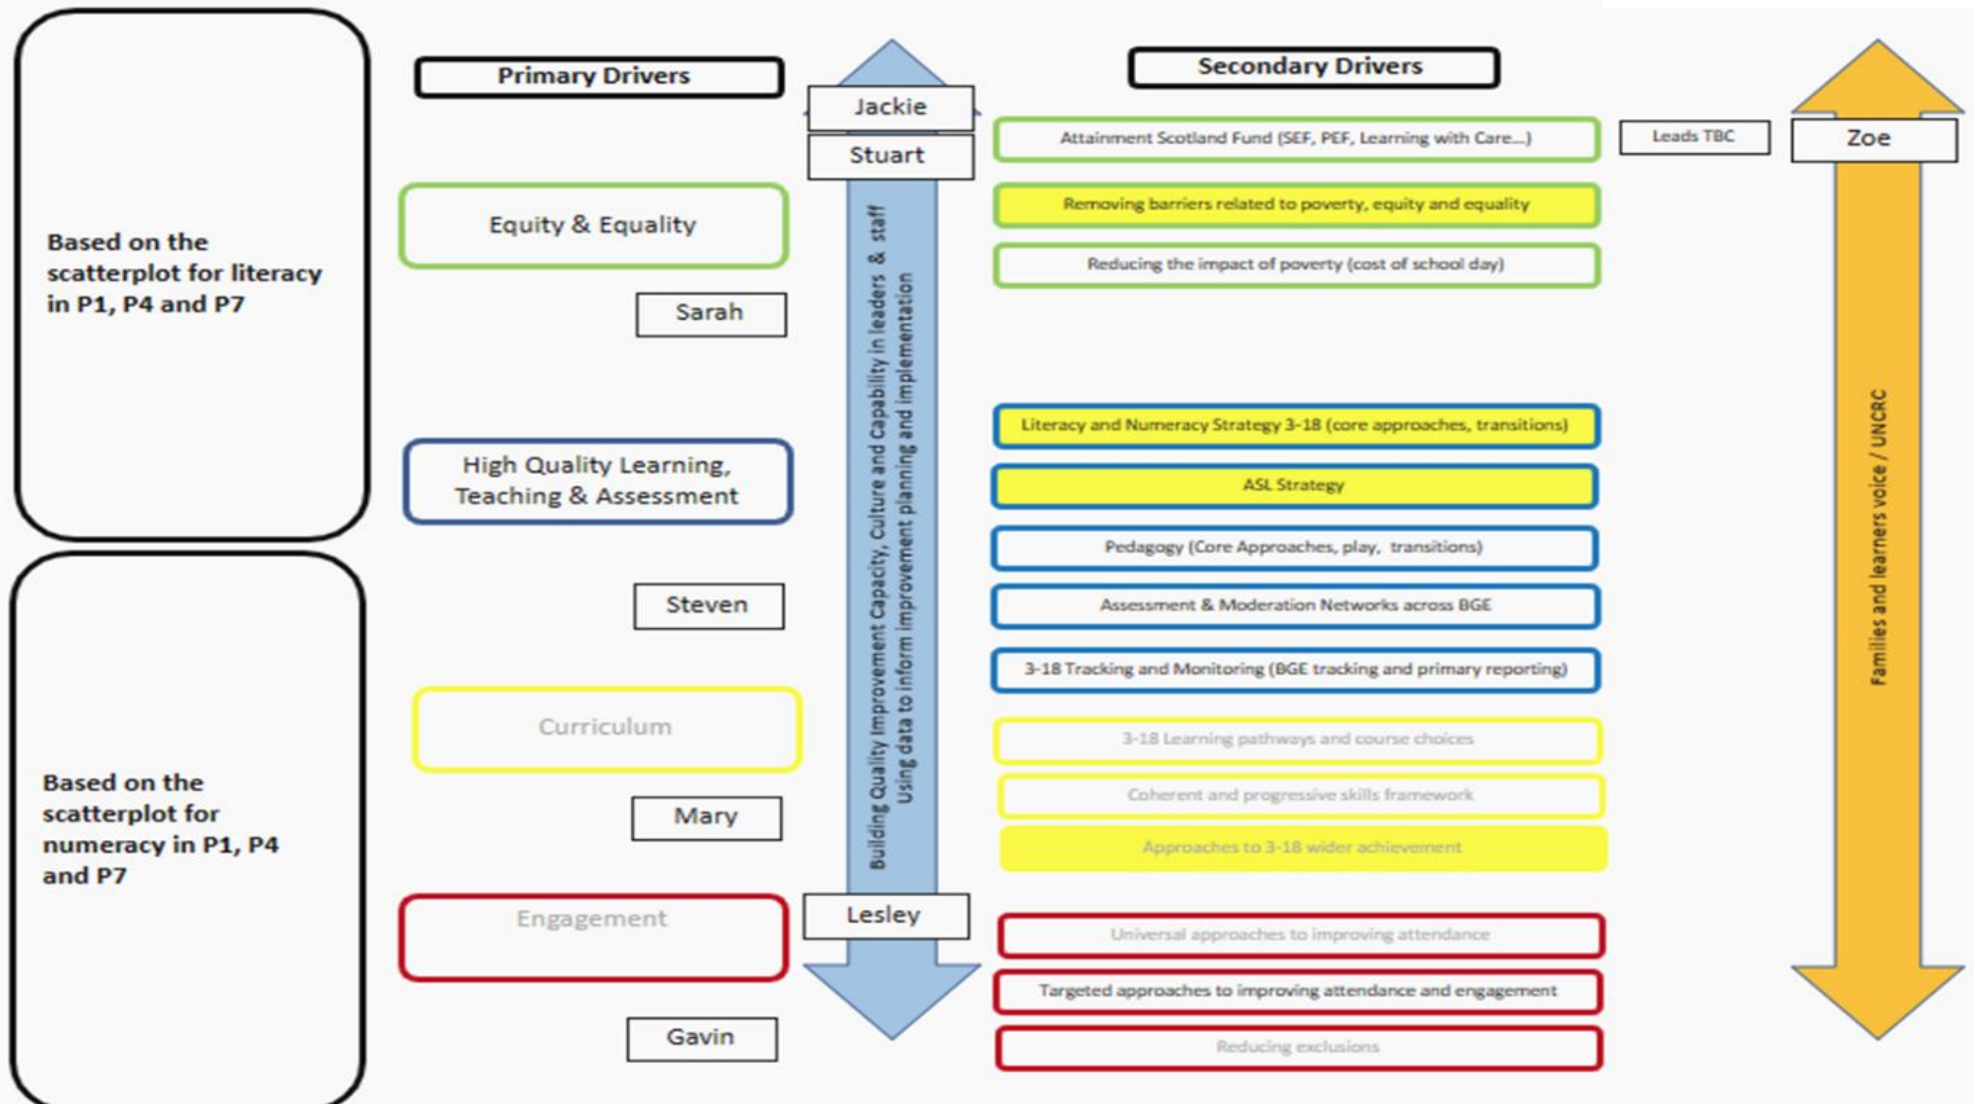 Based on the
scatterplot for literacy
in P1, P4 and P7
Based on the
scatterplot for
numeracy in P1, P4
and P7
Primary Drivers
Equity & Equality
Sarah
High Quality Learning,
Teaching & Assessment
Steven
Curriculum
Mary
Engagement
Gavin
Jackie
Stuart
Building Quality Improvement Capacity, Culture and Capability in leaders & staff
Using data to inform improvement planning and implementation
Lesley
Secondary Drivers
Attainment Scotland Fund (SEF, PEF, Learning with Care...)
Removing barriers related to poverty, equity and equality
Reducing the impact of poverty (cost of school day)
Literacy and Numeracy Strategy 3-18 (core approaches, transitions)
ASL Strategy
Pedagogy (Core Approaches, play, transitions)
Assessment & Moderation Networks across BGE
3-18 Tracking and Monitoring (BGE tracking and primary reporting)
3-18 Learning pathways and course choices
Coherent and progressive skills framework
Approaches to 3-18 wider achievement
Universal approaches to improving attendance
Targeted approaches to improving attendance and engagement
Reducing exclusions
Leads TBC
Zoe
Families and learners voice / UNCRC